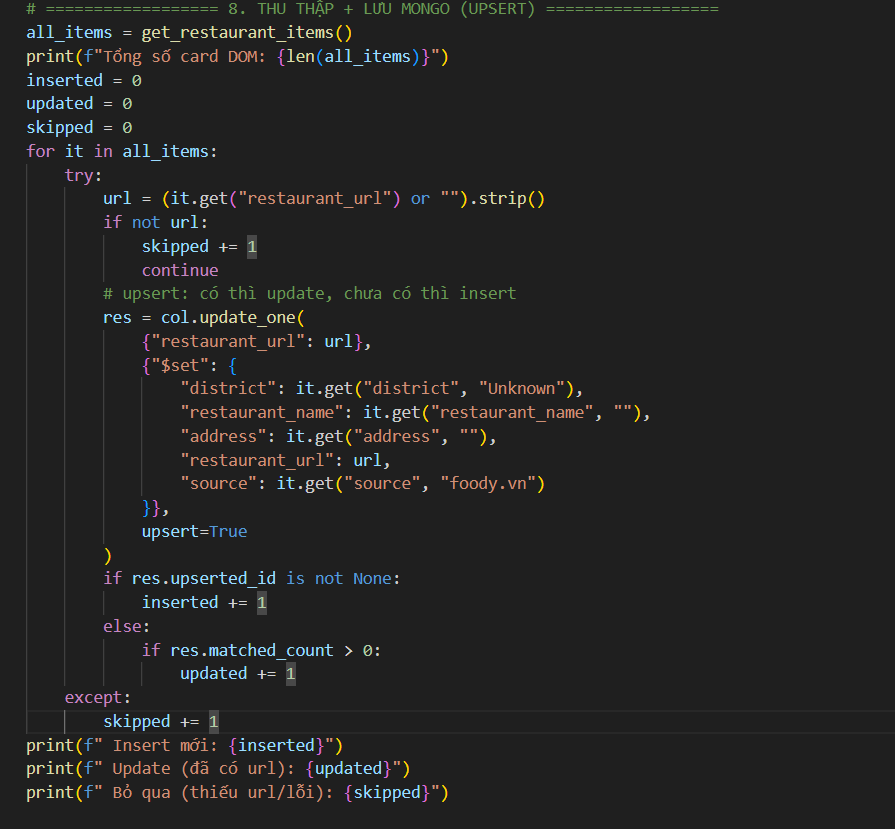 # ================== 8. THU THẬP + LƯU MONGO (UPSERT) ==================
all_items = get_restaurant_items()
print(f"Tổng số card DOM: {len(all_items)}")
inserted = 0
updated = 0
skipped = 0
for it in all_items:
    try:
        url = (it.get("restaurant_url") or "").strip()
        if not url:
            skipped += 1
            continue
        # upsert: có thì update, chưa có thì insert
        res = col.update_one(
            {"restaurant_url": url},
            {"$set": {
                "district": it.get("district", "Unknown"),
                "restaurant_name": it.get("restaurant_name", ""),
                "address": it.get("address", ""),
                "restaurant_url": url,
                "source": it.get("source", "foody.vn")
            }},
            upsert=True
        )
        if res.upserted_id is not None:
            inserted += 1
        else:
            if res.matched_count > 0:
                updated += 1
    except:
        skipped += 1
print(f" Insert mới: {inserted}")
print(f" Update (đã có url): {updated}")
print(f" Bỏ qua (thiếu url/lỗi): {skipped}")